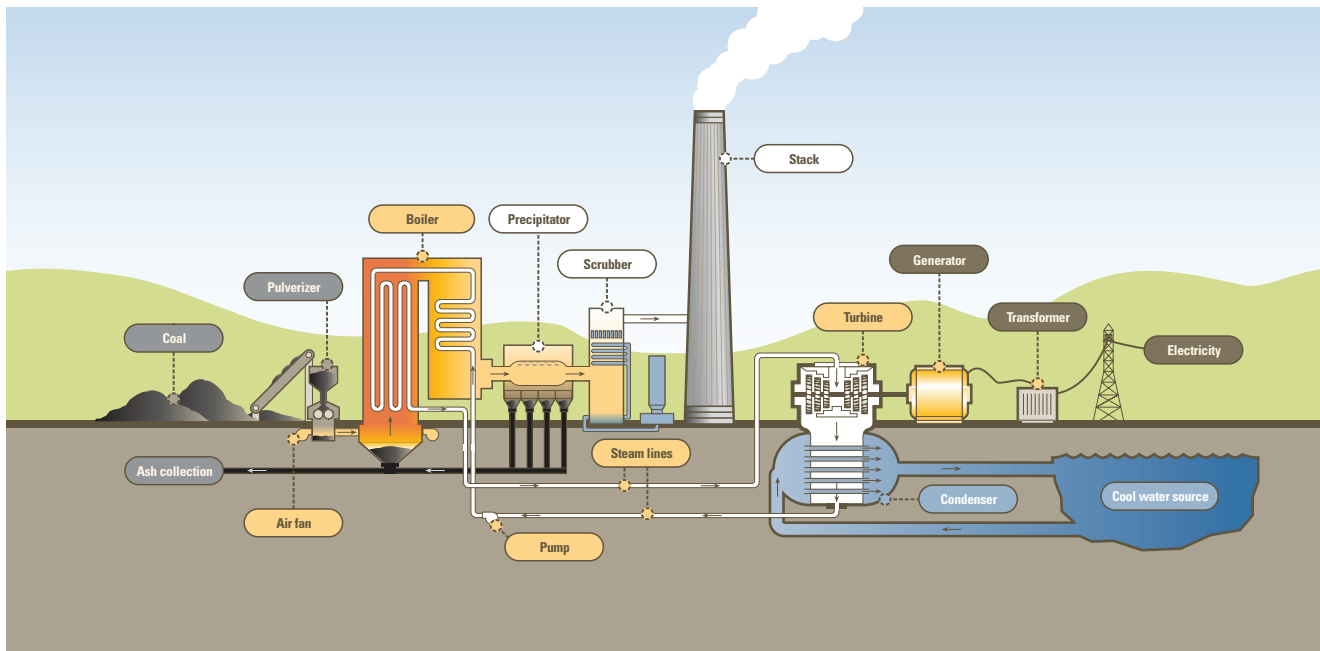 Stack
Boiler
Precipitator
Scrubber
Generator
Pulverizer
Turbine
Transformer
Coal
Electricity
Steam lines
Ash collection
Condenser
Cool water source
Air fan
Pump